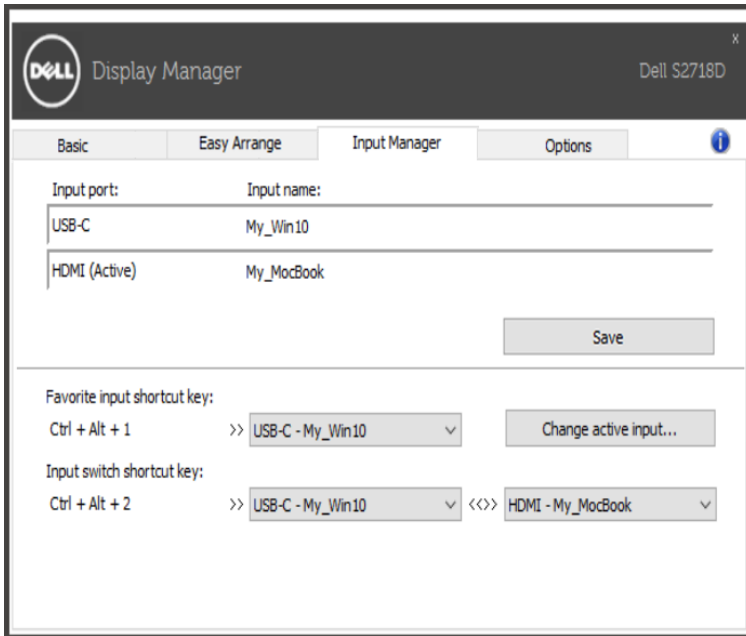 DELL Display Manager Dell S2718D x
Basic Easy Arrange Input Manager Options i
Input port: Input name:
USB-C My_Win10
HDMI (Active) My_MocBook
Save
Favorite input shortcut key:
Ctrl + Alt + 1 >> USB-C - My_Win10 Change active input...
Input switch shortcut key:
Ctrl + Alt + 2 >> USB-C - My_Win10 <<>> HDMI - My_MocBook